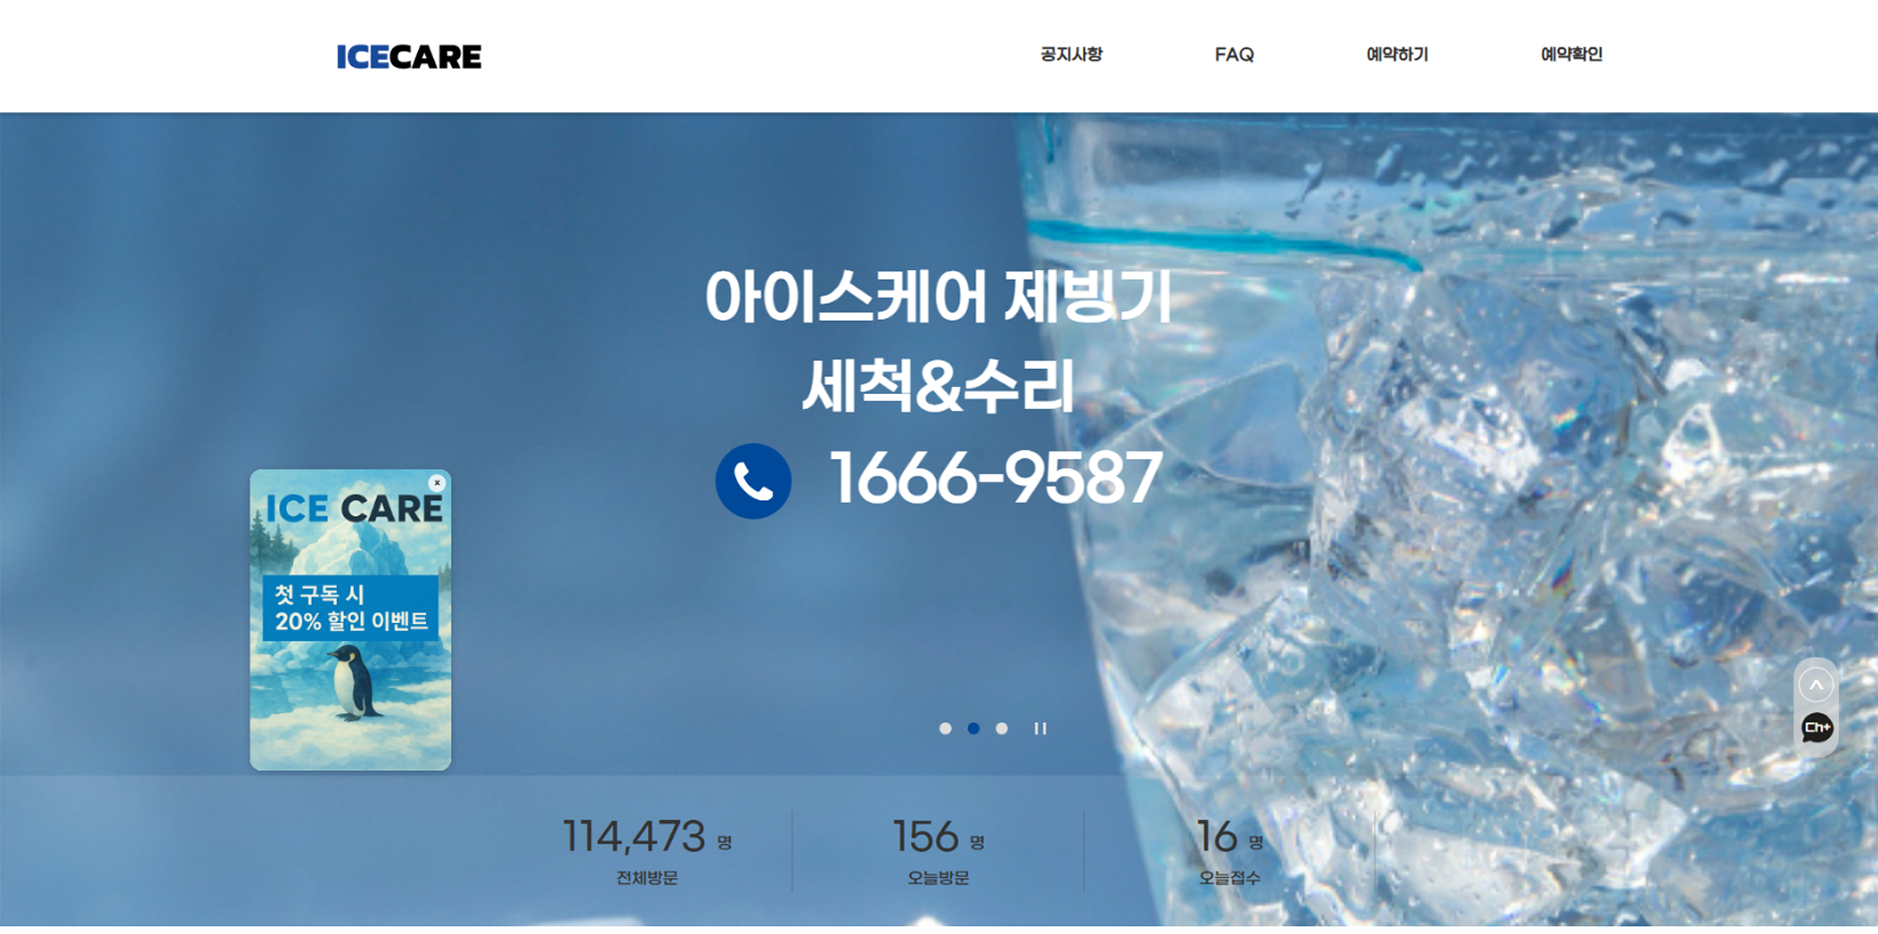 ICECARE
공지사항
FAQ
예약하기
예약확인
아이스케어 제빙기
세척&수리
1666-9587
ICE CARE
첫 구독 시
20% 할인 이벤트
Ch+
114,473 명
전체방문
156 명
오늘방문
16 명
오늘접수